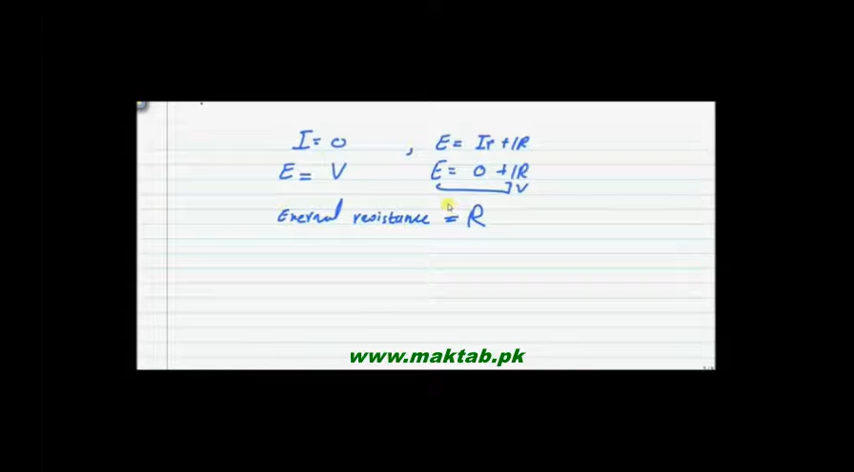 I = 0 , E = Ir + IR
E = V E = 0 + IR
V
External resistance = R
www.maktab.pk